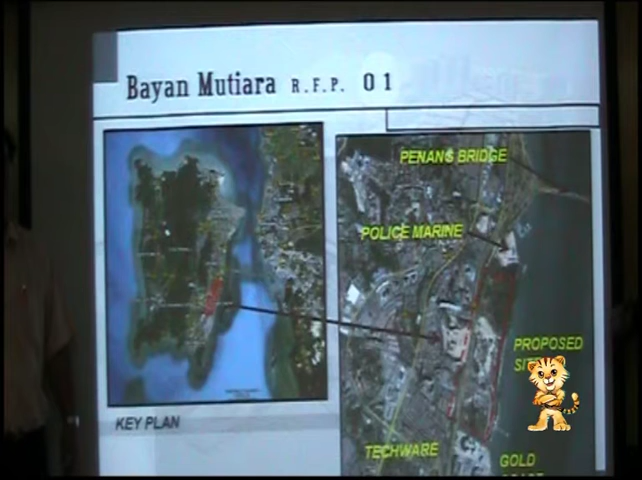 Bayan Mutiara R.F.P. 01
PENANG BRIDGE
POLICE MARINE
PROPOSED
KEY PLAN
TECHWARE
GOLD